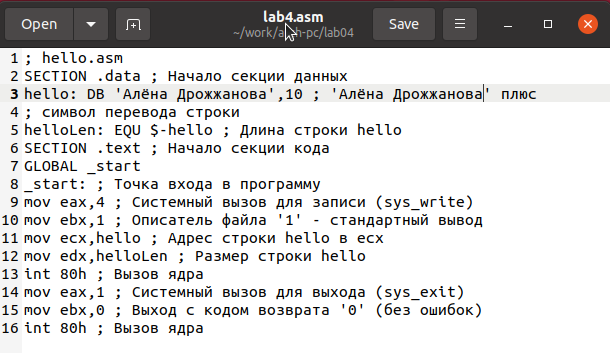 Open
lab4.asm
~/work/arch-pc/lab04
Save
1 ; hello.asm
2 SECTION .data ; Начало секции данных
3 hello: DB 'Алёна Дрожжанова',10 ; 'Алёна Дрожжанова' плюс
4 ; символ перевода строки
5 helloLen: EQU $-hello ; Длина строки hello
6 SECTION .text ; Начало секции кода
7 GLOBAL _start
8 _start: ; Точка входа в программу
9 mov eax,4 ; Системный вызов для записи (sys_write)
10 mov ebx,1 ; Описатель файла '1' - стандартный вывод
11 mov ecx,hello ; Адрес строки hello в ecx
12 mov edx,helloLen ; Размер строки hello
13 int 80h ; Вызов ядра
14 mov eax,1 ; Системный вызов для выхода (sys_exit)
15 mov ebx,0 ; Выход с кодом возврата '0' (без ошибок)
16 int 80h ; Вызов ядра